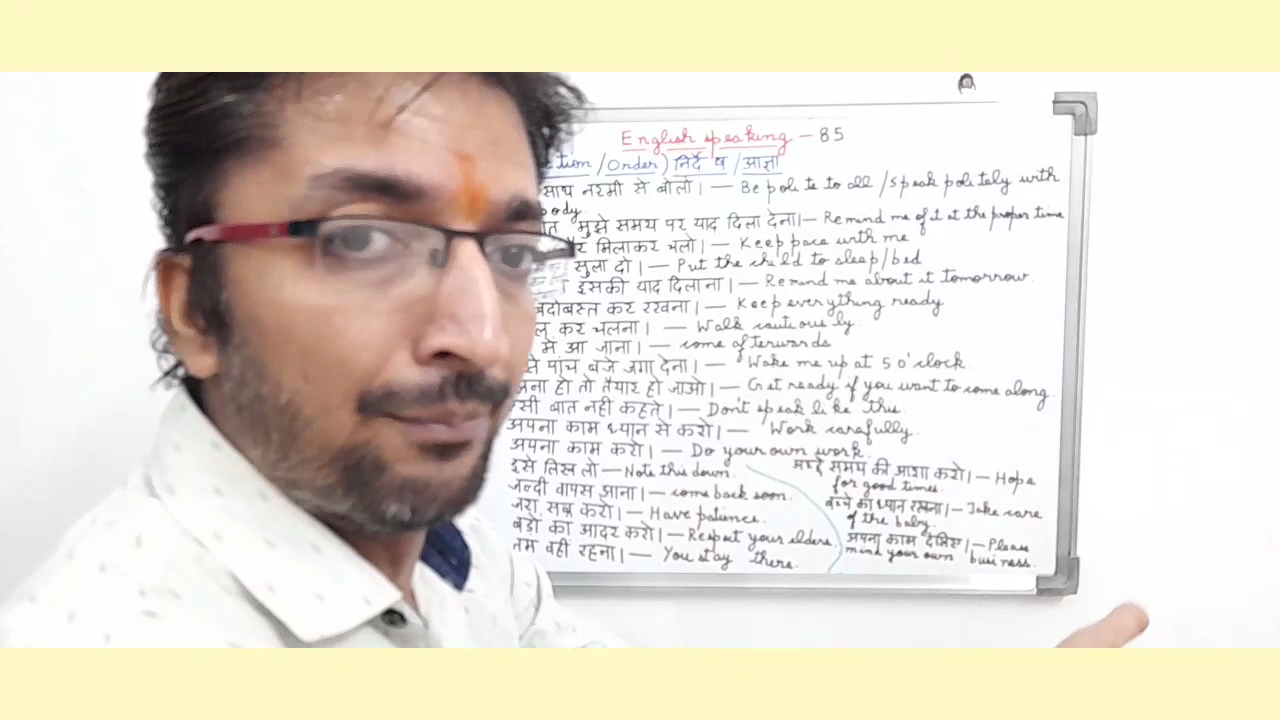 English speaking - 85
/Order) निर्देष/आज्ञा
साथ नरमी से बोलो। — Be polite to all /speak politely with
body
मुझे समय पर याद दिला देना। — Remind me of it at the proper time
मिलाकर चलो। — Keep pace with me
सुला दो। — Put the child to sleep/bed
इसकी याद दिलाना। — Remind me about it tomorrow.
कर रखना। — Keep everything ready
कर चलना। — Walk cautiously.
में आ जाना। — come afterwards
पांच बजे जगा देना। — Wake me up at 5 o'clock.
हो तो तैयार हो जाओ। — Get ready if you want to come along.
बात नहीं कहते। — Don't speak like this.
अपना काम ध्यान से करो। — Work carefully.
अपना काम करो। — Do your own work.
इसे लिख लो — Note this down.
जल्दी वापस आना। — come back soon.
जरा सब्र करो। — Have patience.
बड़ो का आदर करो। — Respect your elders
तुम वही रहना। — You stay there.
समय की आशा करो। — Hope
for good times.
बच्चे का ध्यान रखना। — Take care
of the baby.
अपना काम देखिए। — Please
mind your own business.